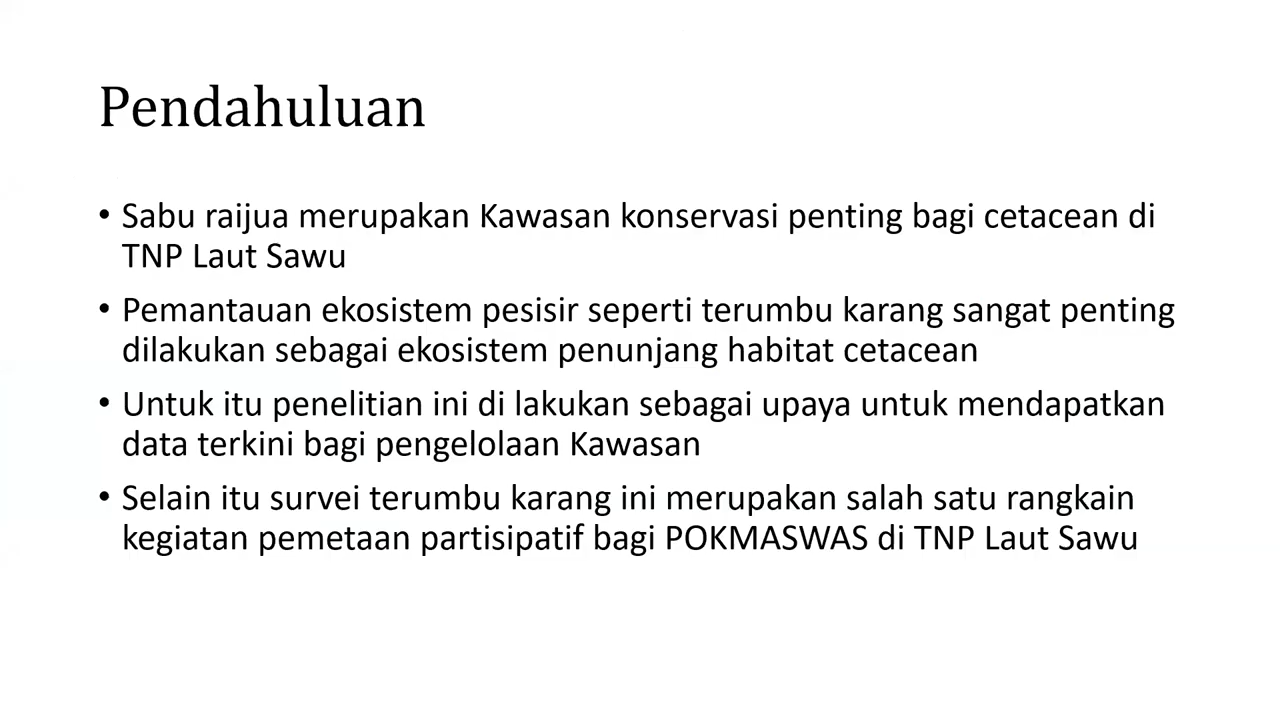 Pendahuluan
• Sabu raijua merupakan Kawasan konservasi penting bagi cetacean di
TNP Laut Sawu
• Pemantauan ekosistem pesisir seperti terumbu karang sangat penting
dilakukan sebagai ekosistem penunjang habitat cetacean
• Untuk itu penelitian ini di lakukan sebagai upaya untuk mendapatkan
data terkini bagi pengelolaan Kawasan
• Selain itu survei terumbu karang ini merupakan salah satu rangkain
kegiatan pemetaan partisipatif bagi POKMASWAS di TNP Laut Sawu